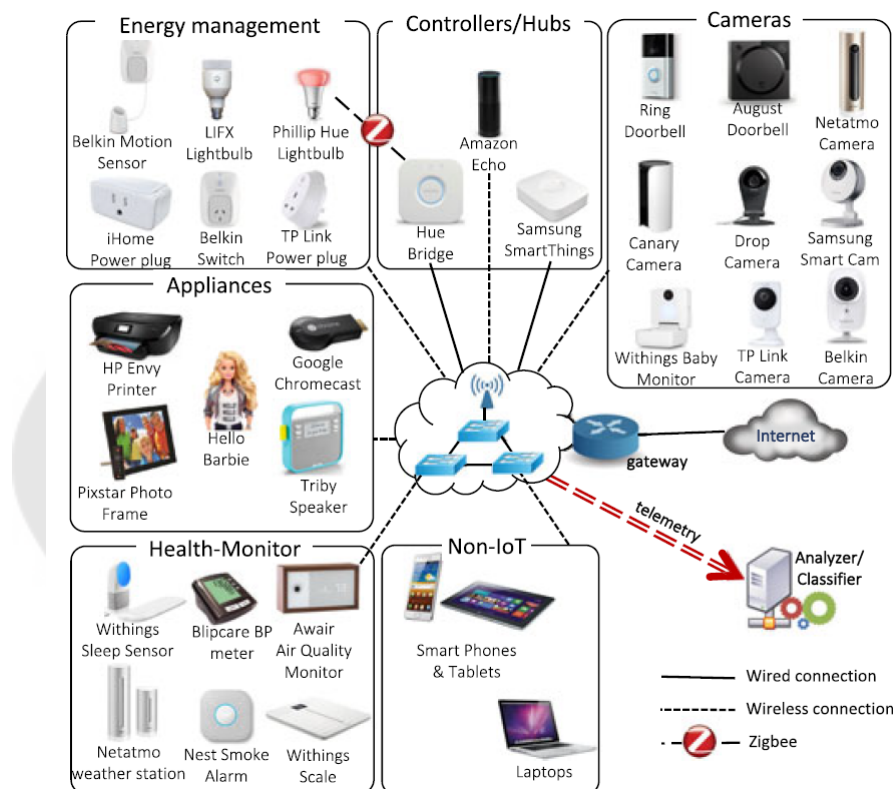 Energy management
Belkin Motion
Sensor
LIFX
Lightbulb
Phillip Hue
Lightbulb
iHome
Power plug
Belkin
Switch
TP Link
Power plug
Controllers/Hubs
Z
Amazon
Echo
Hue
Bridge
Samsung
SmartThings
Cameras
Ring
Doorbell
August
Doorbell
Netatmo
Camera
Canary
Camera
Drop
Camera
Samsung
Smart Cam
Withings Baby
Monitor
TP Link
Camera
Belkin
Camera
Appliances
HP Envy
Printer
Google
Chromecast
Hello
Barbie
Pixstar Photo
Frame
Triby
Speaker
gateway
Internet
telemetry
Analyzer/
Classifier
Health-Monitor
Withings
Sleep Sensor
Blipcare BP
meter
Awair
Air Quality
Monitor
Netatmo
weather station
Nest Smoke
Alarm
Withings
Scale
Non-IoT
Smart Phones
& Tablets
Laptops
Wired connection
Wireless connection
Z
Zigbee